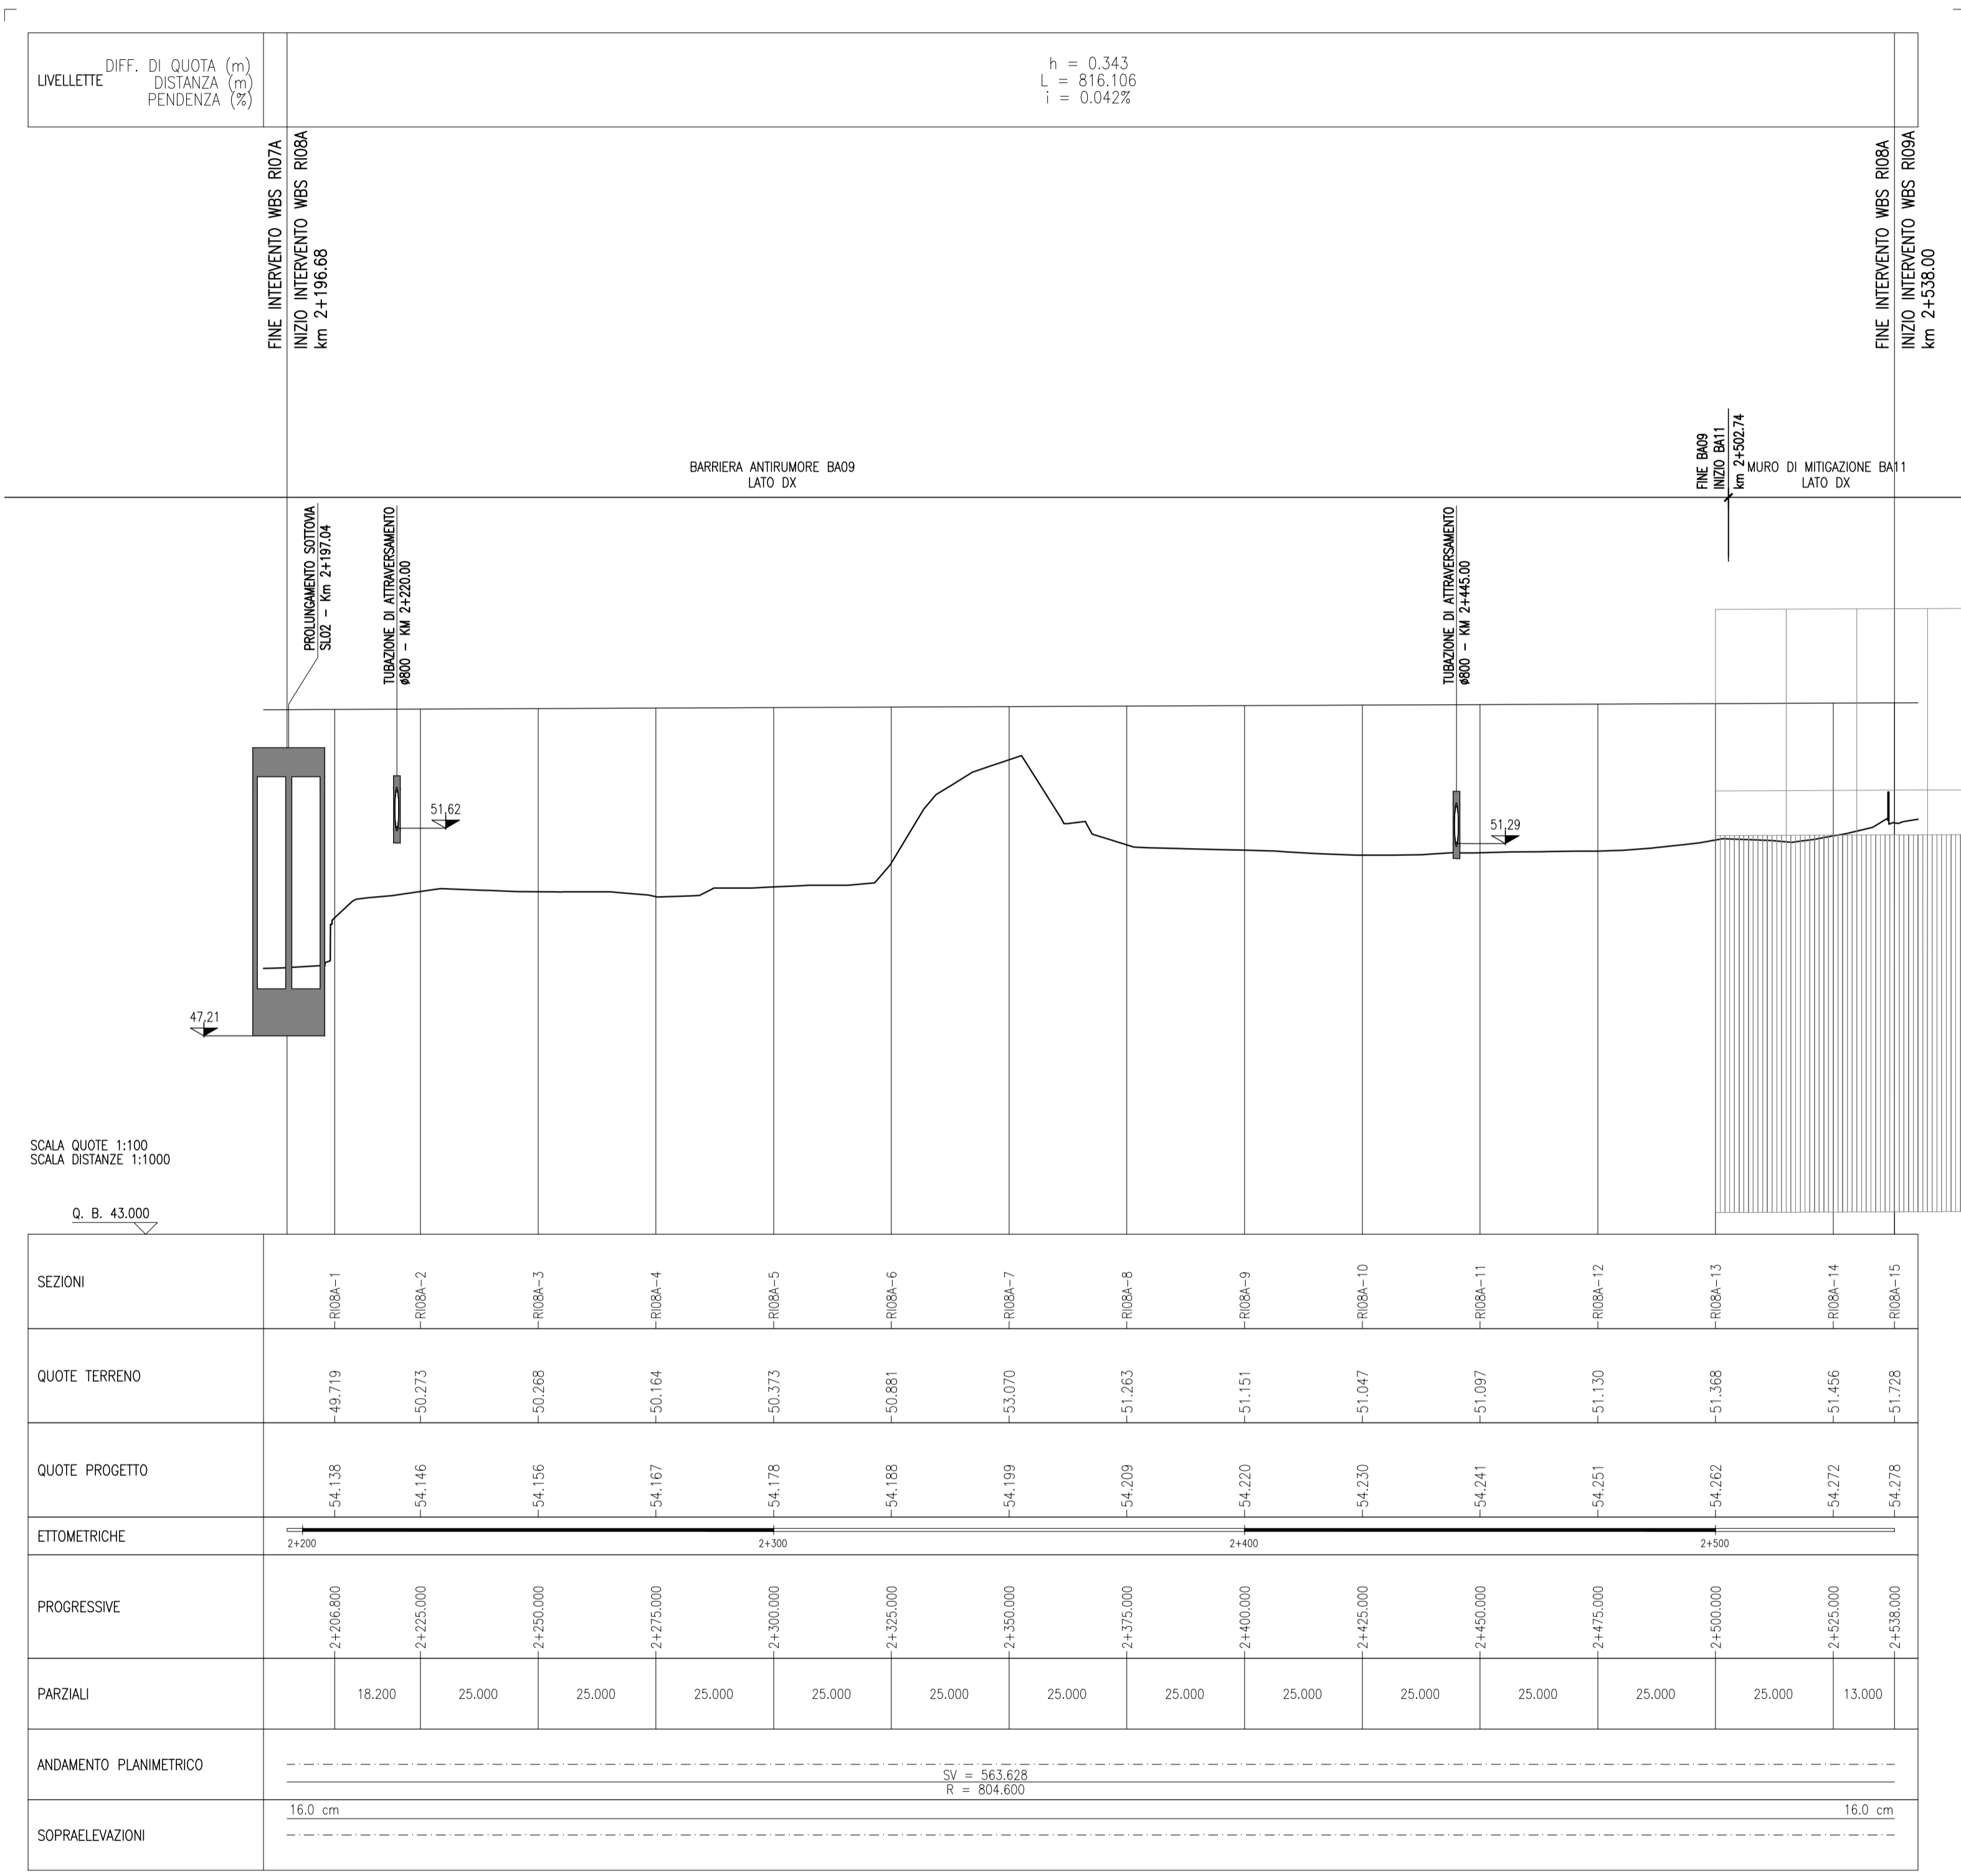 LIVELLETTE
DIFF. DI QUOTA (m)
DISTANZA (m)
PENDENZA (%)
h = 0.343
L = 816.106
i = 0.042%
FINE INTERVENTO WBS RI07A
INIZIO INTERVENTO WBS RI08A
km 2+196.68
FINE INTERVENTO WBS RI08A
INIZIO INTERVENTO WBS RI09A
km 2+538.00
BARRIERA ANTIRUMORE BA09
LATO DX
FINE BA09
INIZIO BA11
km 2+502.74
MURO DI MITIGAZIONE BA11
LATO DX
PROLUNGAMENTO SOTTOVIA
SL02 - Km 2+197.04
TUBAZIONE DI ATTRAVERSAMENTO
ø800 - KM 2+220.00
TUBAZIONE DI ATTRAVERSAMENTO
ø800 - KM 2+445.00
51.62
51.29
47.21
SCALA QUOTE 1:100
SCALA DISTANZE 1:1000
Q. B. 43.000
SEZIONI
RI08A-1
RI08A-2
RI08A-3
RI08A-4
RI08A-5
RI08A-6
RI08A-7
RI08A-8
RI08A-9
RI08A-10
RI08A-11
RI08A-12
RI08A-13
RI08A-14
RI08A-15
QUOTE TERRENO
49.719
50.273
50.268
50.164
50.373
50.881
53.070
51.263
51.151
51.047
51.097
51.130
51.368
51.456
51.728
QUOTE PROGETTO
54.138
54.146
54.156
54.167
54.178
54.188
54.199
54.209
54.220
54.230
54.241
54.251
54.262
54.272
54.278
ETTOMETRICHE
2+200
2+300
2+400
2+500
PROGRESSIVE
2+206.800
2+225.000
2+250.000
2+275.000
2+300.000
2+325.000
2+350.000
2+375.000
2+400.000
2+425.000
2+450.000
2+475.000
2+500.000
2+525.000
2+538.000
PARZIALI
18.200
25.000
25.000
25.000
25.000
25.000
25.000
25.000
25.000
25.000
25.000
25.000
25.000
13.000
ANDAMENTO PLANIMETRICO
SV = 563.628
R = 804.600
SOPRAELEVAZIONI
16.0 cm
16.0 cm